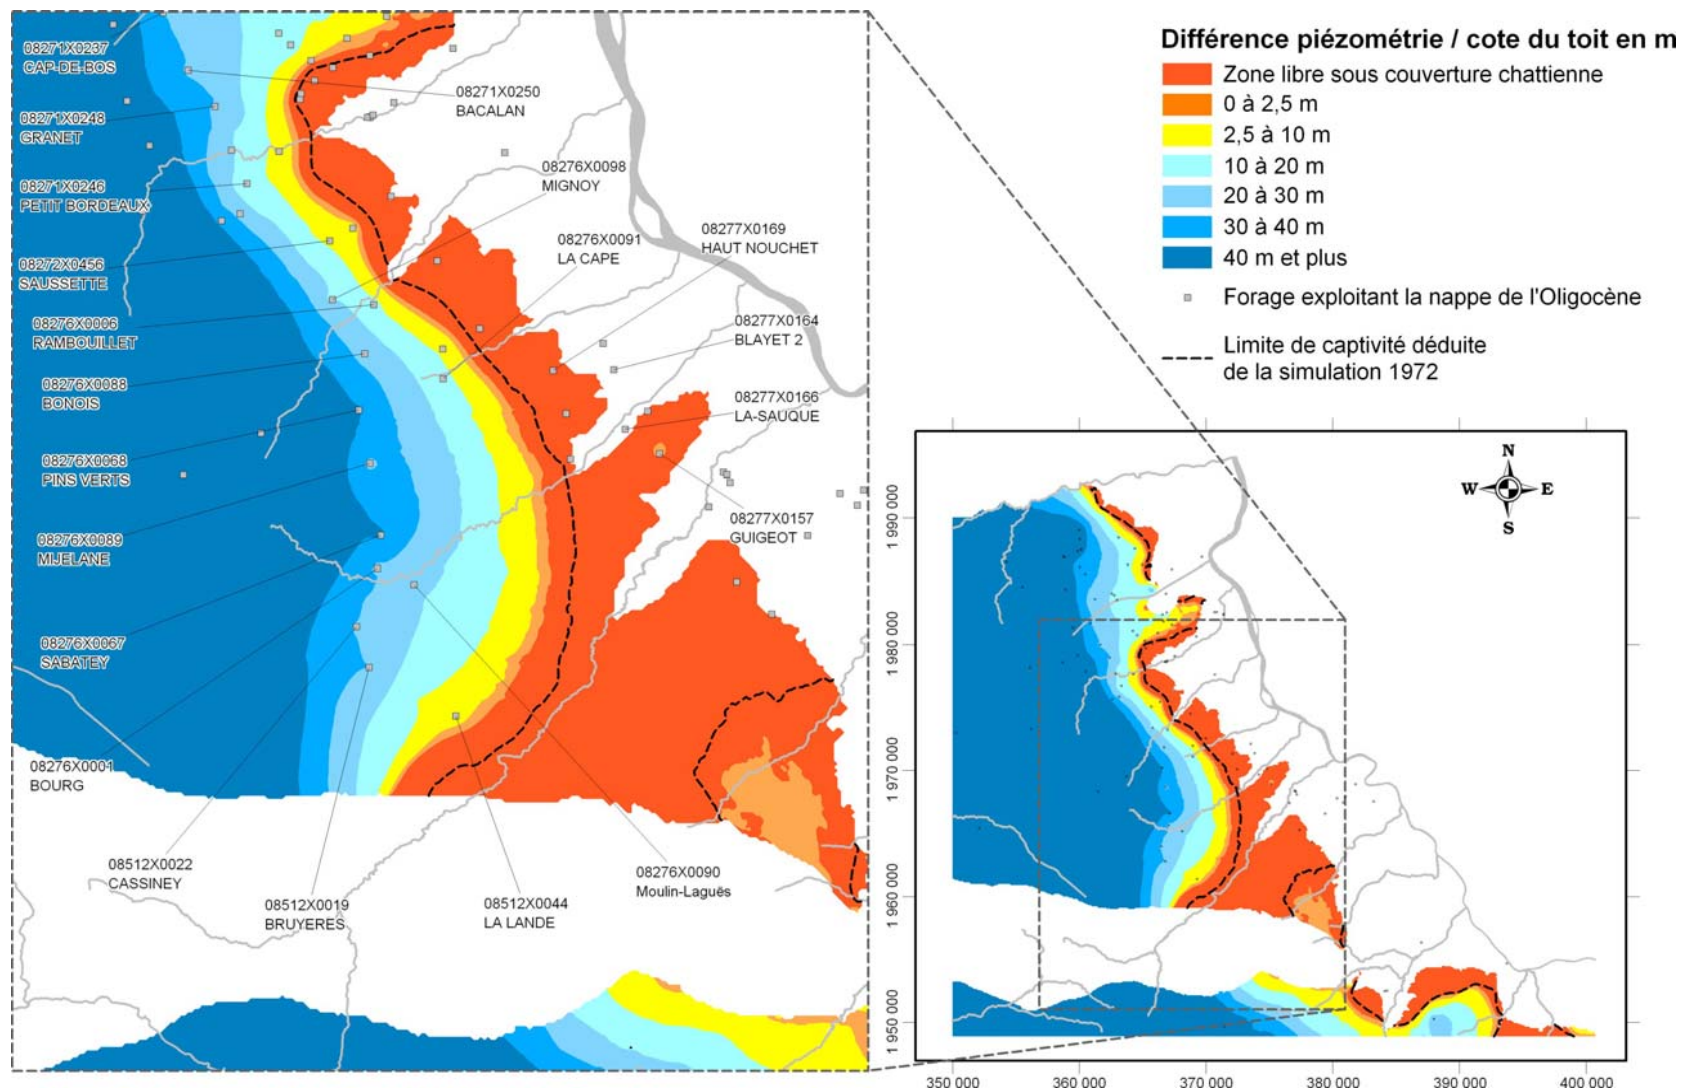 08271X0237
CAP-DE-BOS
08271X0250
BACALAN
08271X0248
GRANET
08276X0098
MIGNOY
08271X0246
PETIT BORDEAUX
08276X0091
LA CAPE
08277X0169
HAUT NOUCHET
08272X0456
SAUSSETTE
08276X0006
RAMBOUILLET
08277X0164
BLAYET 2
08276X0088
BONOIS
08277X0166
LA-SAUQUE
08276X0068
PINS VERTS
08277X0157
GUIGEOT
08276X0089
MIJELANE
08276X0067
SABATEY
08276X0001
BOURG
08512X0022
CASSINEY
08512X0019
BRUYERES
08512X0044
LA LANDE
08276X0090
Moulin-Laguës
Différence piézométrie / cote du toit en m
Zone libre sous couverture chattienne
0 à 2,5 m
2,5 à 10 m
10 à 20 m
20 à 30 m
30 à 40 m
40 m et plus
Forage exploitant la nappe de l'Oligocène
Limite de captivité déduite
de la simulation 1972
N
W E
S
1 990 000
1 980 000
1 970 000
1 960 000
1 950 000
350 000 360 000 370 000 380 000 390 000 400 000